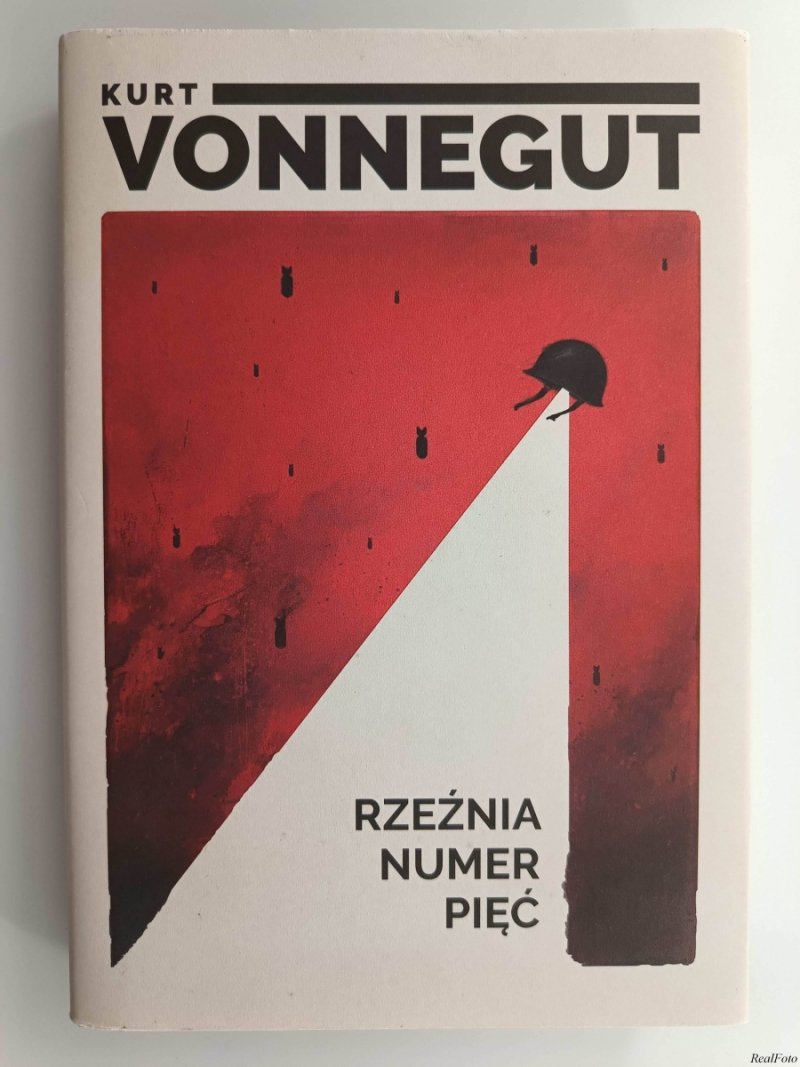 KURT
VONNEGUT
RZEŹNIA
NUMER
PIĘĆ
RealFoto